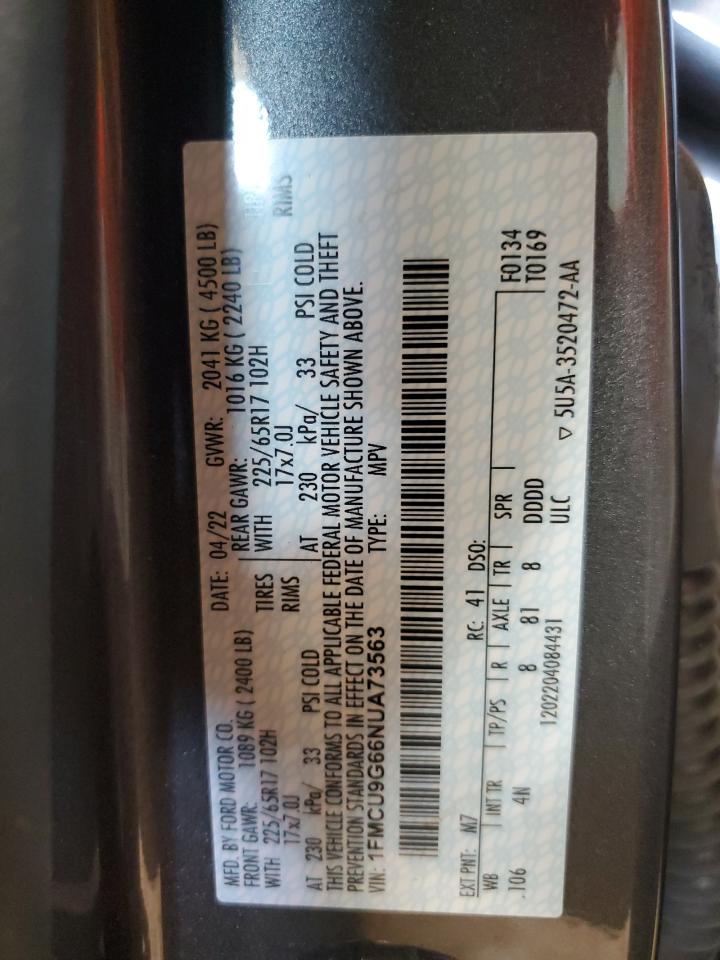 MFD. BY FORD MOTOR CO. DATE: 04/22 GVWR: 2041 KG ( 4500 LB)
FRONT GAWR: 1089 KG ( 2400 LB) REAR GAWR: 1016 KG ( 2240 LB)
WITH 225/65R17 102H TIRES WITH 225/65R17 102H
17x7.0J RIMS 17x7.0J RIMS
AT 230 kPa/ 33 PSI COLD AT 230 kPa/ 33 PSI COLD
THIS VEHICLE CONFORMS TO ALL APPLICABLE FEDERAL MOTOR VEHICLE SAFETY AND THEFT
PREVENTION STANDARDS IN EFFECT ON THE DATE OF MANUFACTURE SHOWN ABOVE.
VIN: 1FMCU9G66NUA73563 TYPE: MPV
EXT PNT: M7 RC: 41 DSO:
WB INT TR TP/PS R AXLE TR SPR F0134
.106 4N 8 81 8 DDDD T0169
1202204084431 ULC ▽ 5U5A-3520472-AA